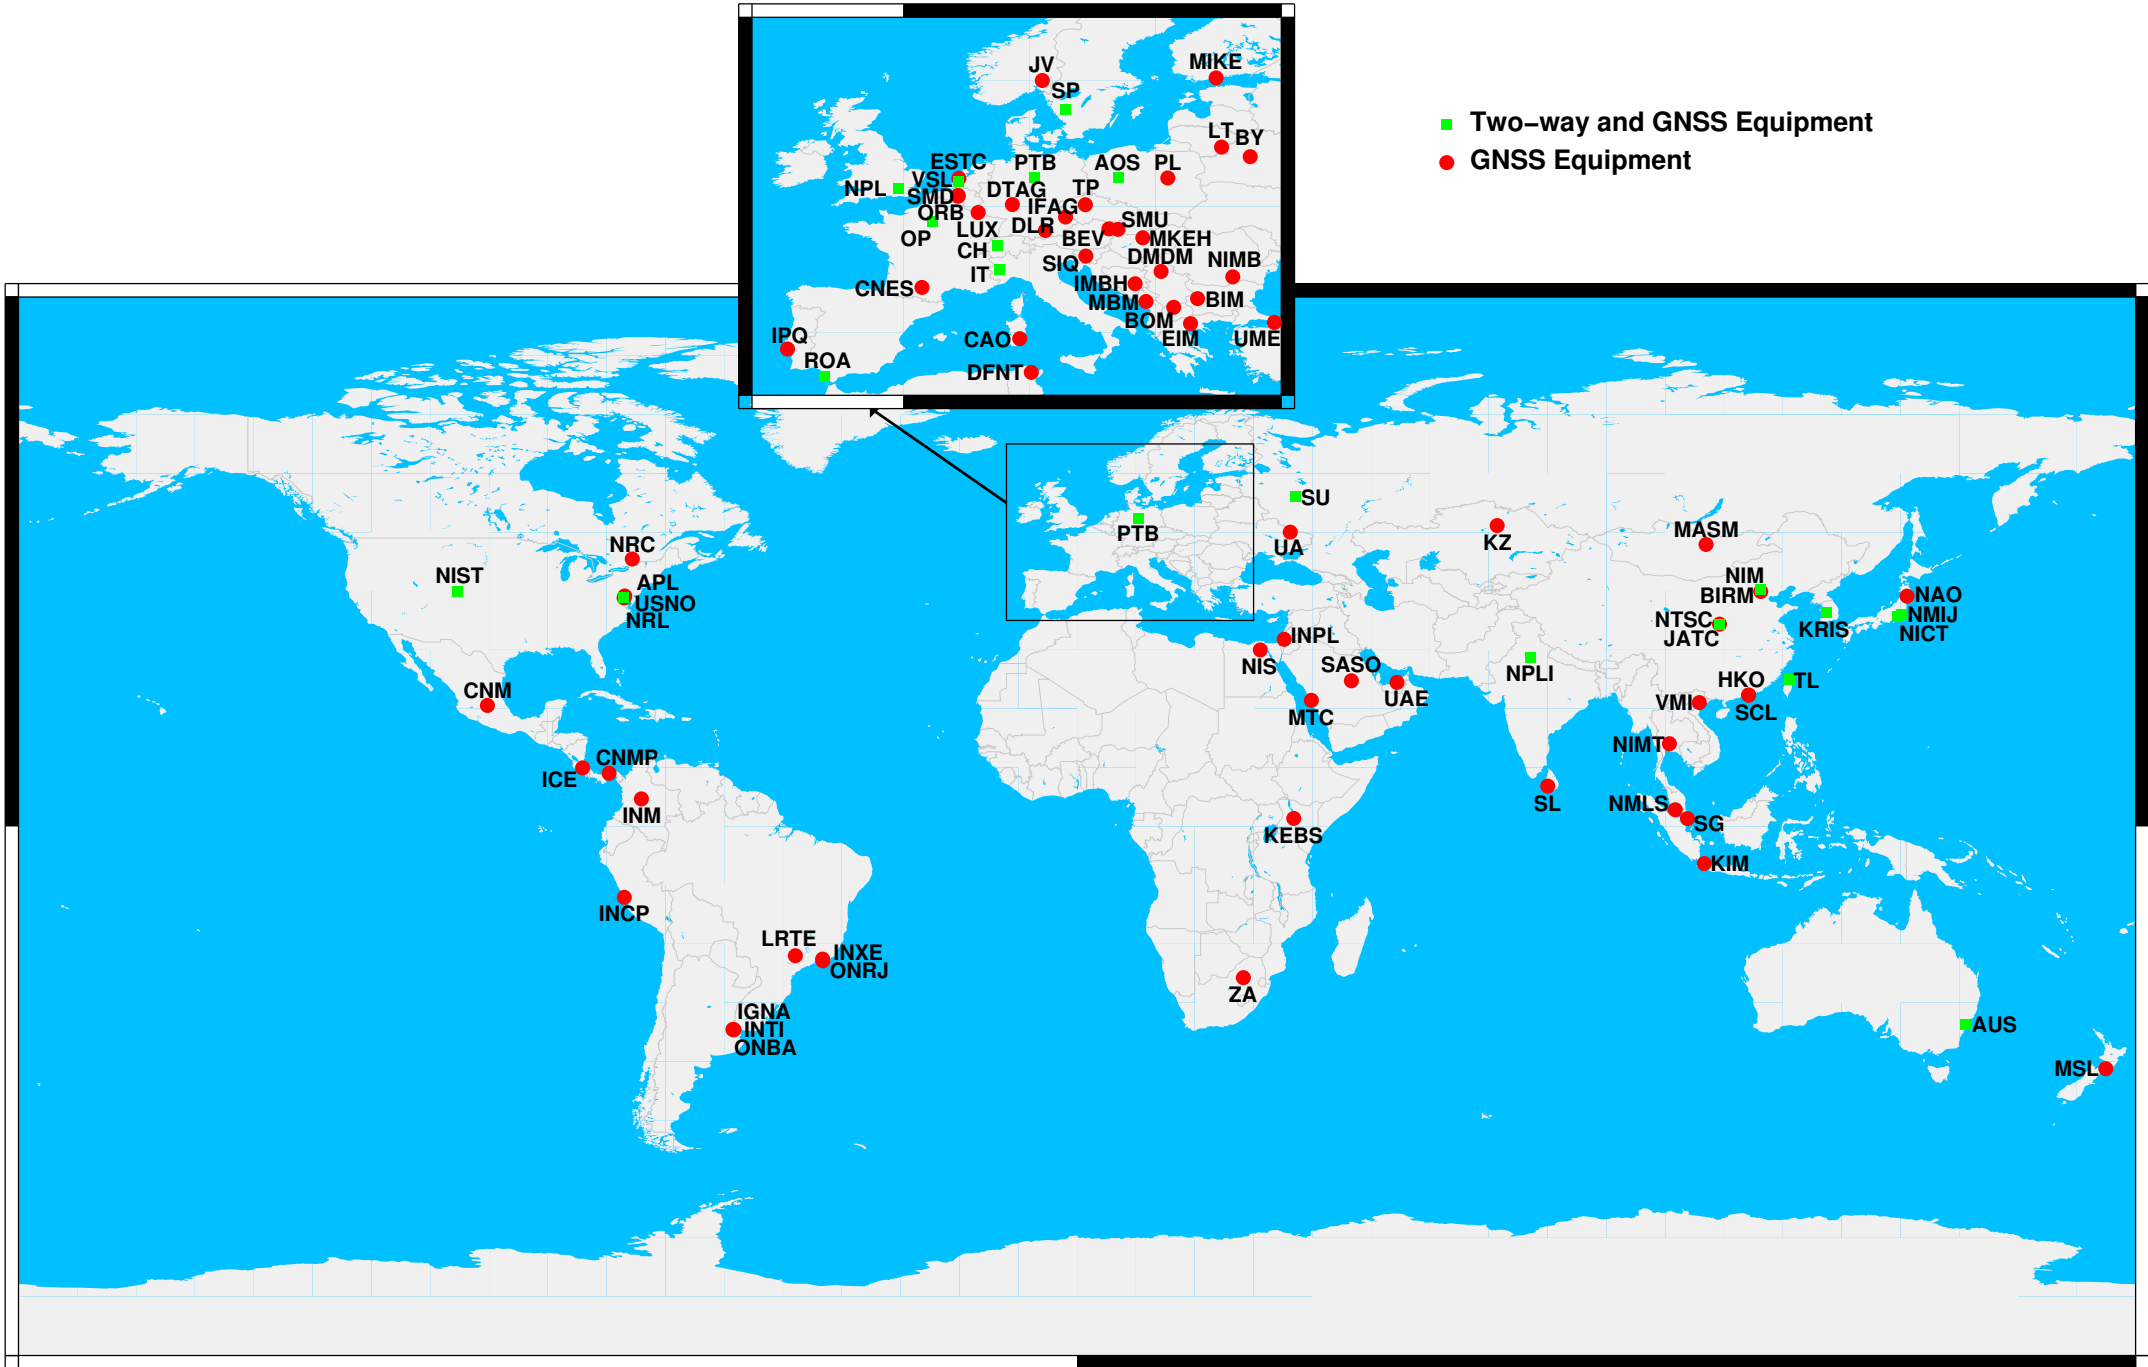 JV
MIKE
SP
Two−way and GNSS Equipment
GNSS Equipment
LT BY
ESTC
PTB
AOS
PL
VSL
NPL
SMD
DTAG
TP
ORB
IFAG
LUX
DLR
SMU
OP
CH
BEV
MKEH
IT
SIQ
DMDM
NIMB
CNES
IMBH
MBM
BIM
BOM
IPQ
CAO
EIM
UME
ROA
DFNT
SU
PTB
UA
KZ
MASM
NRC
NIST
APL
USNO
NRL
NIM
BIRM
NAO
NTSC
JATC
KRIS
NMIJ
NICT
INPL
NIS
SASO
NPLI
UAE
HKO
TL
CNM
MTC
VMI
SCL
NIMT
CNMP
ICE
INM
SL
NMLS
SG
KEBS
KIM
INCP
LRTE
INXE
ONRJ
ZA
IGNA
INTI
ONBA
AUS
MSL